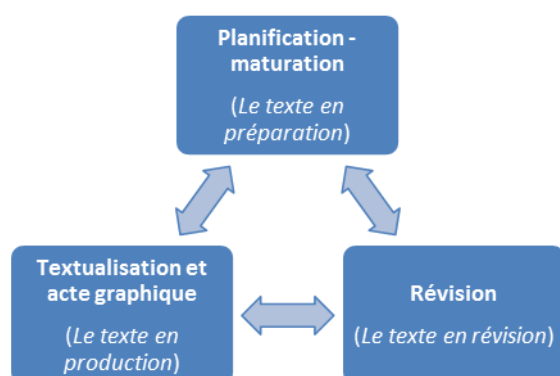 Planification -
maturation
(Le texte en
préparation)
Textualisation et
acte graphique
(Le texte en
production)
Révision
(Le texte en révision)